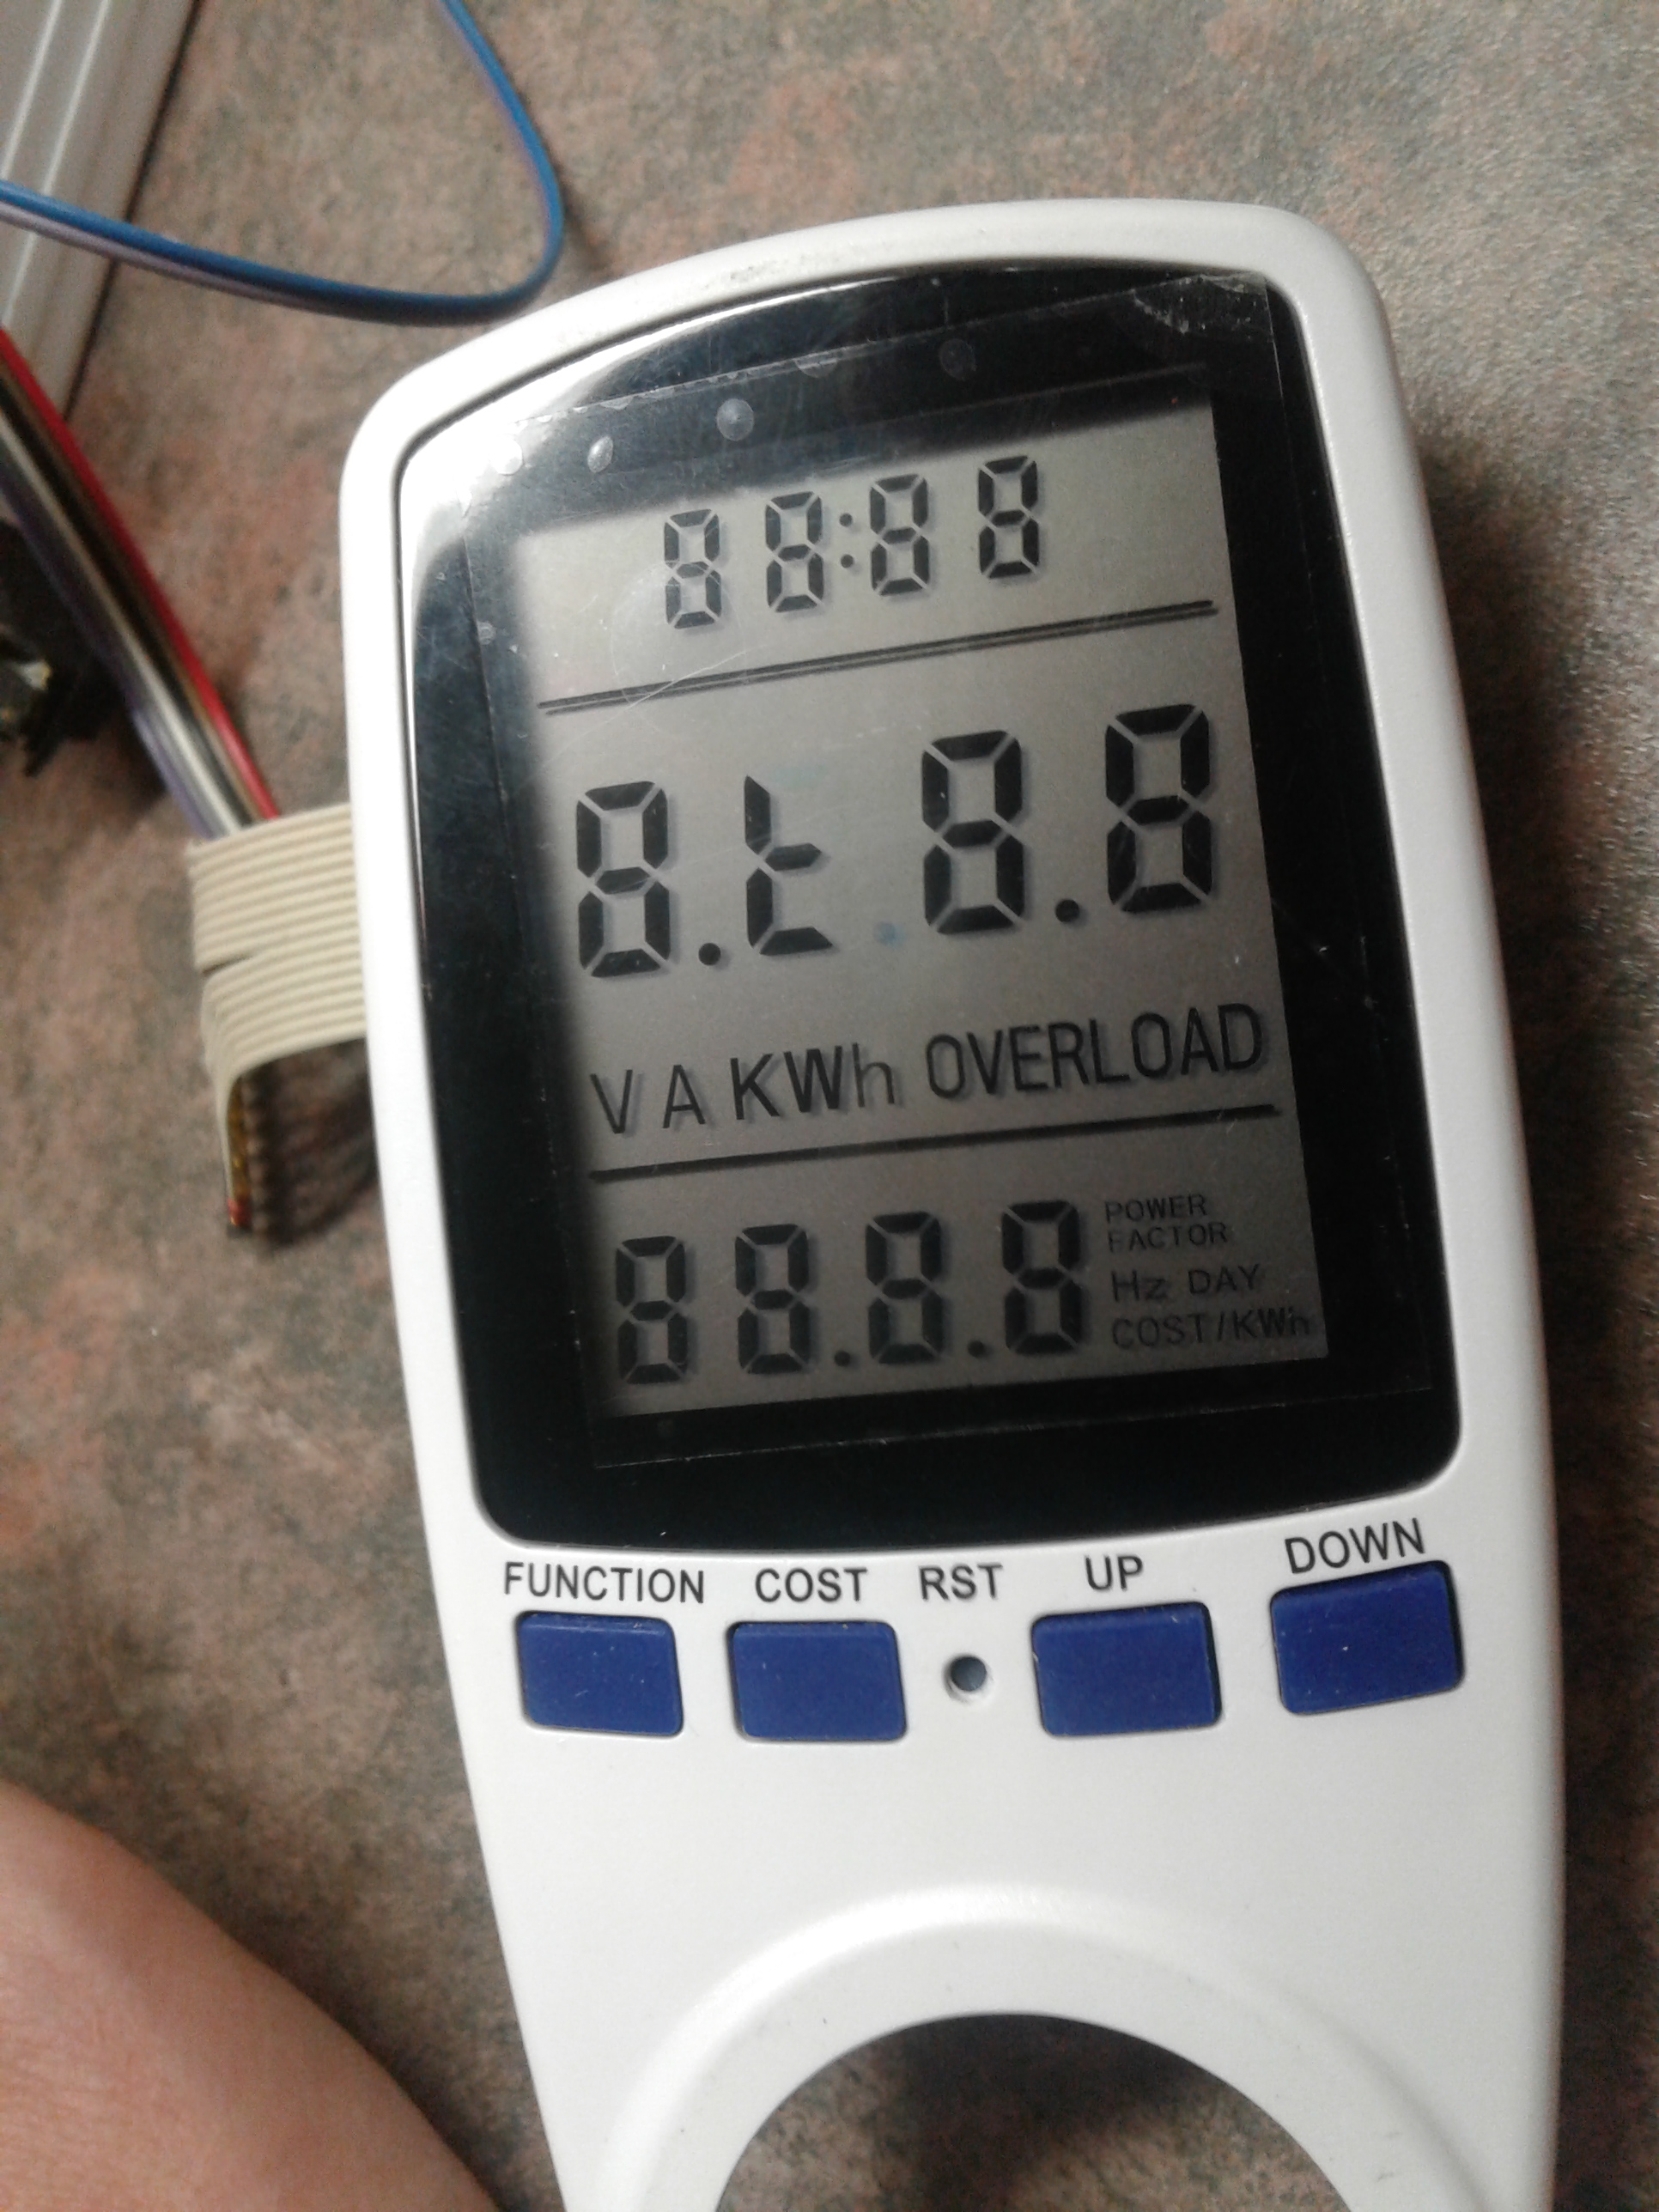 88:88
8.t 8.8
V A KWh OVERLOAD
88.8.8
POWER
FACTOR
Hz DAY
COST/KWh
FUNCTION COST RST UP DOWN